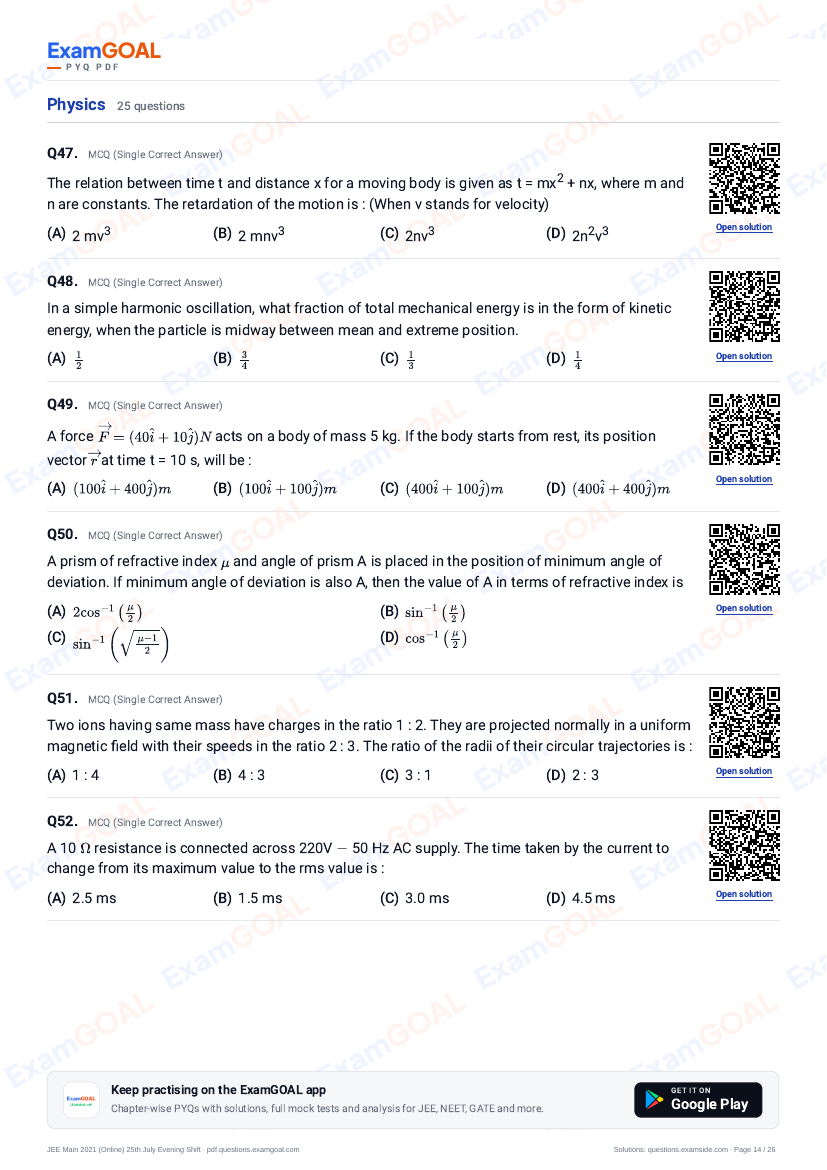 ExamGOAL
PYQ PDF
Physics 25 questions
Q47. MCQ (Single Correct Answer)
The relation between time t and distance x for a moving body is given as t = mx² + nx, where m and
n are constants. The retardation of the motion is : (When v stands for velocity)
(A) 2 mv³ (B) 2 mnv³ (C) 2nv³ (D) 2n²v³
Open solution
Q48. MCQ (Single Correct Answer)
In a simple harmonic oscillation, what fraction of total mechanical energy is in the form of kinetic
energy, when the particle is midway between mean and extreme position.
(A) 1/2 (B) 3/4 (C) 1/3 (D) 1/4
Open solution
Q49. MCQ (Single Correct Answer)
A force F⃗ = (40î + 10ĵ)N acts on a body of mass 5 kg. If the body starts from rest, its position
vector r⃗ at time t = 10 s, will be :
(A) (100î + 400ĵ)m (B) (100î + 100ĵ)m (C) (400î + 100ĵ)m (D) (400î + 400ĵ)m
Open solution
Q50. MCQ (Single Correct Answer)
A prism of refractive index μ and angle of prism A is placed in the position of minimum angle of
deviation. If minimum angle of deviation is also A, then the value of A in terms of refractive index is
(A) 2cos⁻¹(μ/2) (B) sin⁻¹(μ/2)
(C) sin⁻¹(√((μ−1)/2)) (D) cos⁻¹(μ/2)
Open solution
Q51. MCQ (Single Correct Answer)
Two ions having same mass have charges in the ratio 1 : 2. They are projected normally in a uniform
magnetic field with their speeds in the ratio 2 : 3. The ratio of the radii of their circular trajectories is :
(A) 1 : 4 (B) 4 : 3 (C) 3 : 1 (D) 2 : 3
Open solution
Q52. MCQ (Single Correct Answer)
A 10 Ω resistance is connected across 220V − 50 Hz AC supply. The time taken by the current to
change from its maximum value to the rms value is :
(A) 2.5 ms (B) 1.5 ms (C) 3.0 ms (D) 4.5 ms
Open solution
ExamGOAL
Keep practising on the ExamGOAL app
Chapter-wise PYQs with solutions, full mock tests and analysis for JEE, NEET, GATE and more.
GET IT ON
Google Play
JEE Main 2021 (Online) 25th July Evening Shift · pdf.questions.examgoal.com
Solutions: questions.examside.com · Page 14 / 26